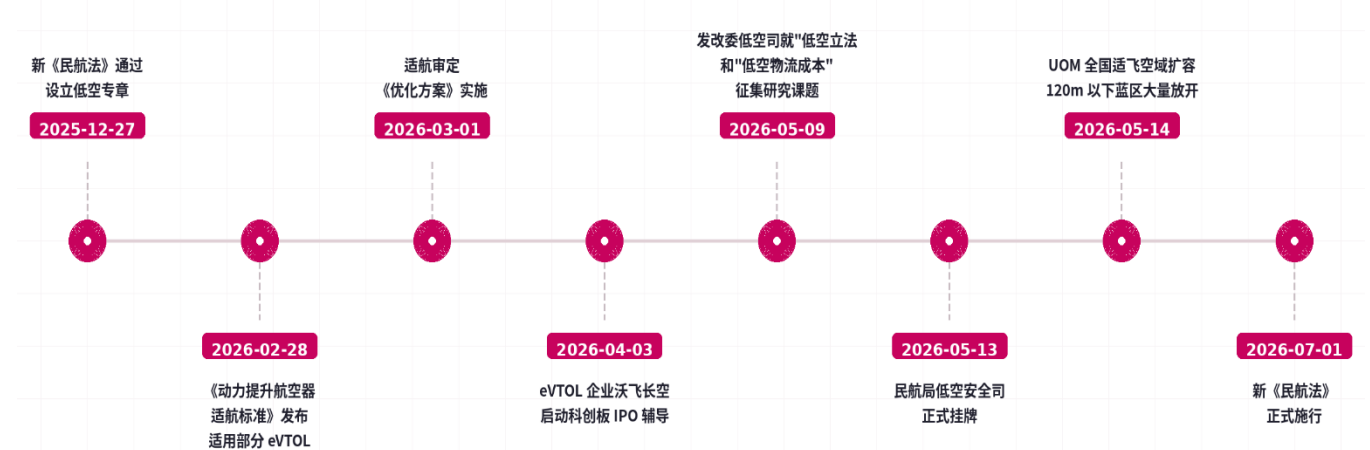 新《民航法》通过
设立低空专章
2025-12-27
《动力提升航空器
适航标准》发布
适用部分 eVTOL
2026-02-28
适航审定
《优化方案》实施
2026-03-01
eVTOL 企业沃飞长空
启动科创板 IPO 辅导
2026-04-03
发改委低空司就"低空立法
和"低空物流成本"
征集研究课题
2026-05-09
民航局低空安全司
正式挂牌
2026-05-13
UOM 全国适飞空域扩容
120m 以下蓝区大量放开
2026-05-14
新《民航法》
正式施行
2026-07-01